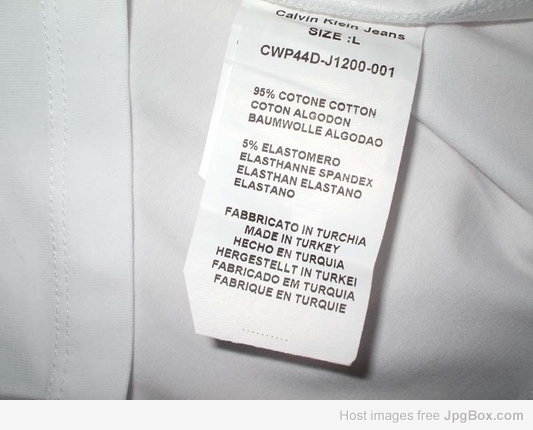 Calvin Klein Jeans
SIZE :L
CWP44D-J1200-001
95% COTONE COTTON
COTON ALGODON
BAUMWOLLE ALGODAO
5% ELASTOMERO
ELASTHANNE SPANDEX
ELASTHAN ELASTANO
ELASTANO
FABBRICATO IN TURCHIA
MADE IN TURKEY
HECHO EN TURQUIA
HERGESTELLT IN TURKEI
FABRICADO EM TURQUIA
FABRIQUE EN TURQUIE
..........
Host images free JpgBox.com